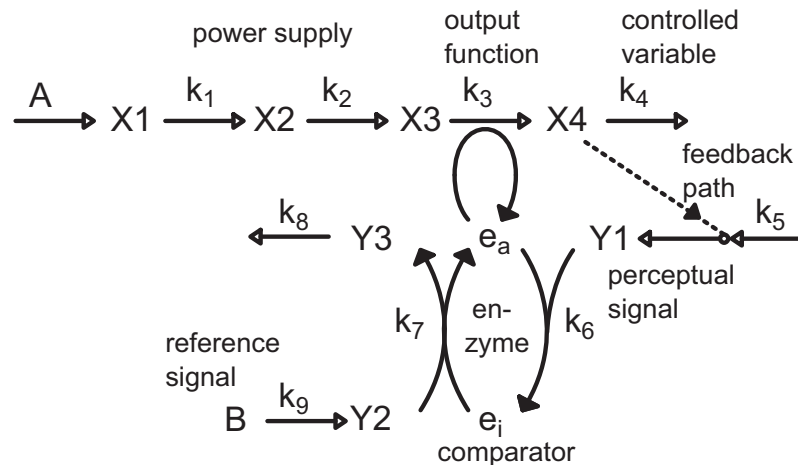 power supply
output
function
controlled
variable
A
k1
k2
k3
k4
X1
X2
X3
X4
feedback
path
k8
Y3
ea
Y1
k5
perceptual
signal
k7
en-
zyme
k6
reference
signal
B
k9
Y2
ei
comparator